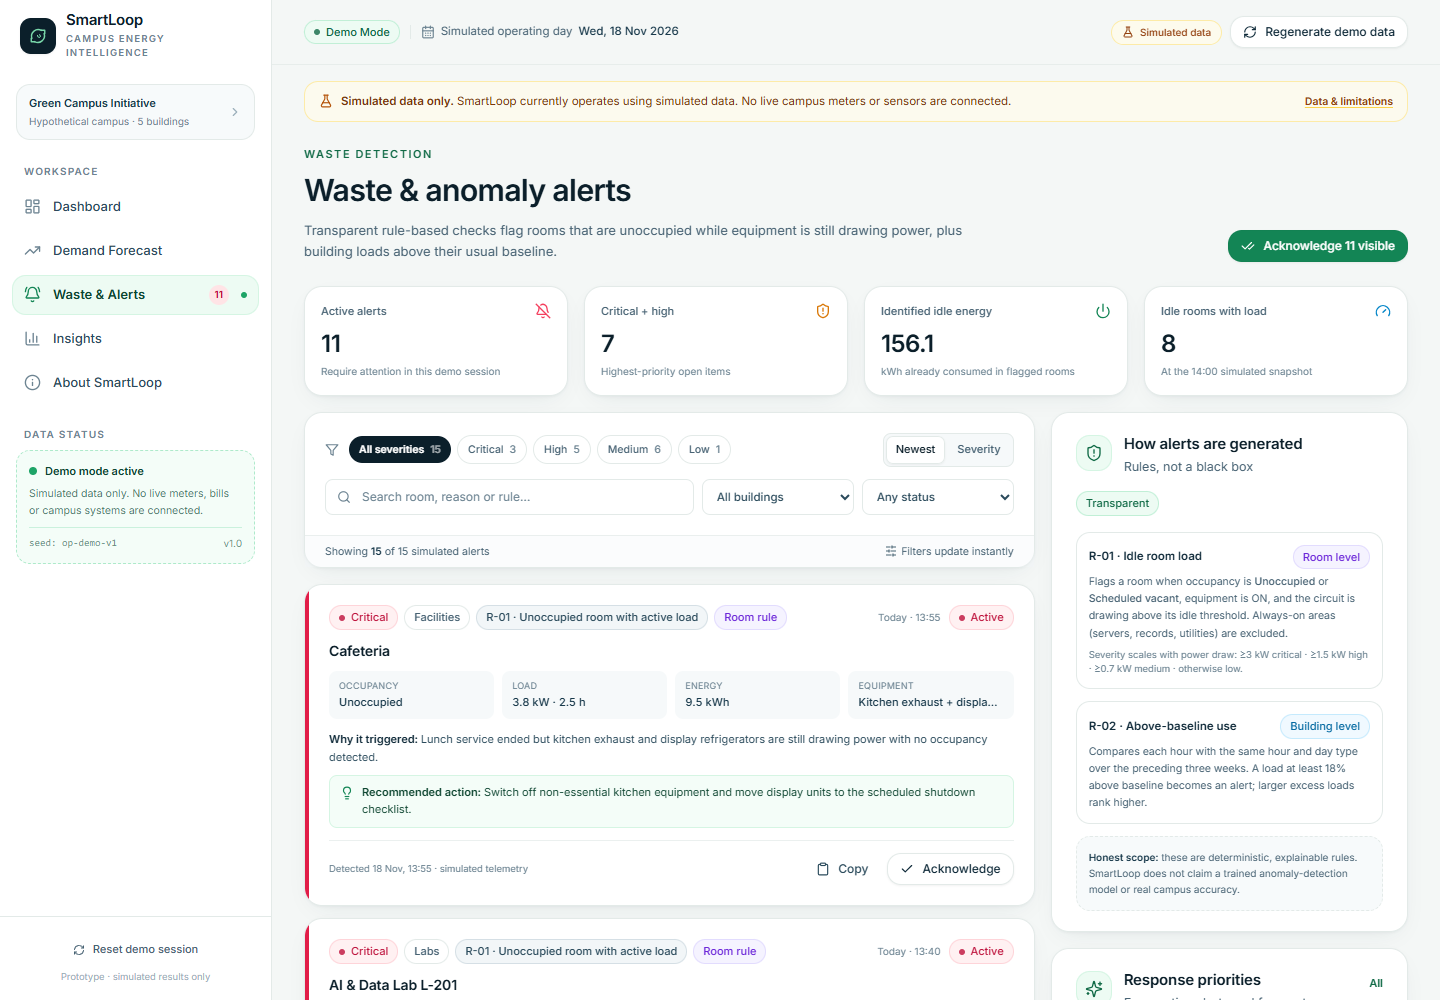 SmartLoop
CAMPUS ENERGY
INTELLIGENCE
Green Campus Initiative
Hypothetical campus · 5 buildings
WORKSPACE
Dashboard
Demand Forecast
Waste & Alerts 11
Insights
About SmartLoop
DATA STATUS
Demo mode active
Simulated data only. No live meters, bills
or campus systems are connected.
seed: op-demo-v1 v1.0
Reset demo session
Prototype · simulated results only
Demo Mode Simulated operating day Wed, 18 Nov 2026 Simulated data Regenerate demo data
Simulated data only. SmartLoop currently operates using simulated data. No live campus meters or sensors are connected. Data & limitations
WASTE DETECTION
Waste & anomaly alerts
Transparent rule-based checks flag rooms that are unoccupied while equipment is still drawing power, plus
building loads above their usual baseline.
Acknowledge 11 visible
Active alerts
11
Require attention in this demo session
Critical + high
7
Highest-priority open items
Identified idle energy
156.1
kWh already consumed in flagged rooms
Idle rooms with load
8
At the 14:00 simulated snapshot
All severities 15 Critical 3 High 5 Medium 6 Low 1 Newest Severity
Search room, reason or rule... All buildings Any status
Showing 15 of 15 simulated alerts Filters update instantly
Critical Facilities R-01 · Unoccupied room with active load Room rule Today · 13:55 Active
Cafeteria
OCCUPANCY
Unoccupied
LOAD
3.8 kW · 2.5 h
ENERGY
9.5 kWh
EQUIPMENT
Kitchen exhaust + displa...
Why it triggered: Lunch service ended but kitchen exhaust and display refrigerators are still drawing power with no occupancy
detected.
Recommended action: Switch off non-essential kitchen equipment and move display units to the scheduled shutdown
checklist.
Detected 18 Nov, 13:55 · simulated telemetry Copy Acknowledge
Critical Labs R-01 · Unoccupied room with active load Room rule Today · 13:40 Active
AI & Data Lab L-201
How alerts are generated
Rules, not a black box
Transparent
R-01 · Idle room load Room level
Flags a room when occupancy is Unoccupied or
Scheduled vacant, equipment is ON, and the circuit is
drawing above its idle threshold. Always-on areas
(servers, records, utilities) are excluded.
Severity scales with power draw: ≥3 kW critical · ≥1.5 kW high
· ≥0.7 kW medium · otherwise low.
R-02 · Above-baseline use Building level
Compares each hour with the same hour and day type
over the preceding three weeks. A load at least 18%
above baseline becomes an alert; larger excess loads
rank higher.
Honest scope: these are deterministic, explainable rules.
SmartLoop does not claim a trained anomaly-detection
model or real campus accuracy.
Response priorities All